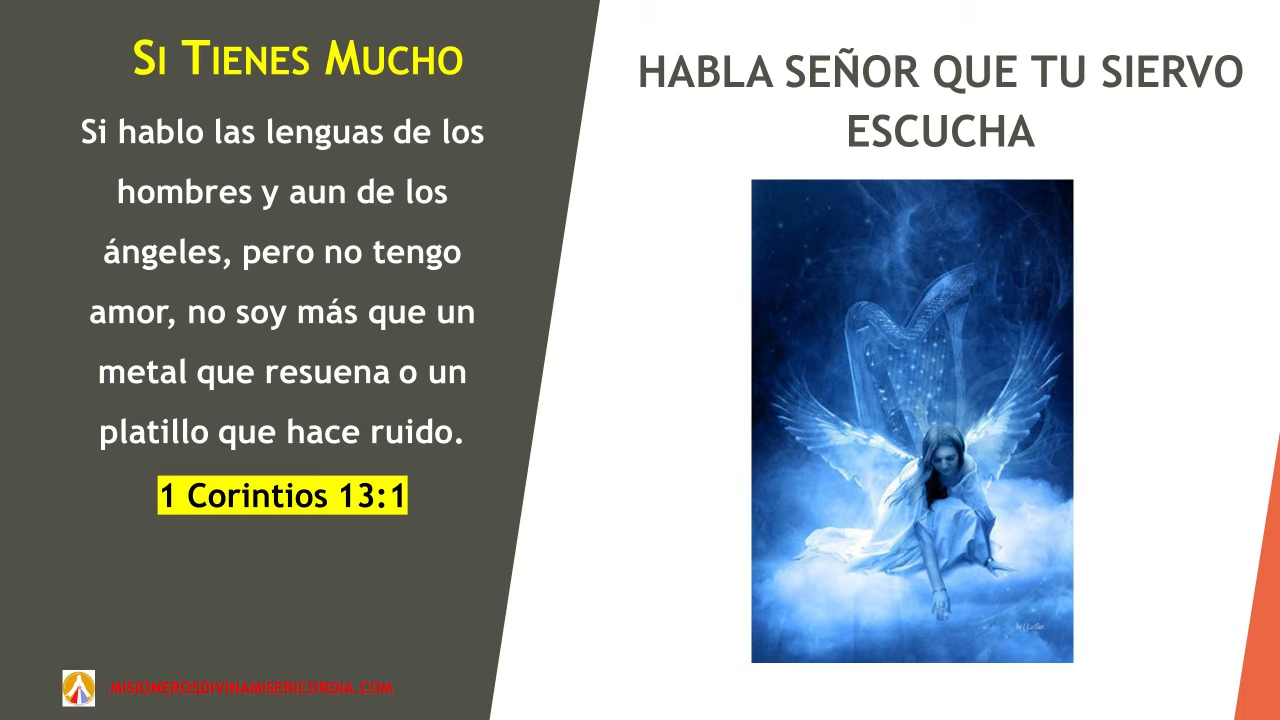 SI TIENES MUCHO
Si hablo las lenguas de los
hombres y aun de los
ángeles, pero no tengo
amor, no soy más que un
metal que resuena o un
platillo que hace ruido.
1 Corintios 13:1
MISIONEROSDIVINAMISERICORDIA.COM
HABLA SEÑOR QUE TU SIERVO
ESCUCHA